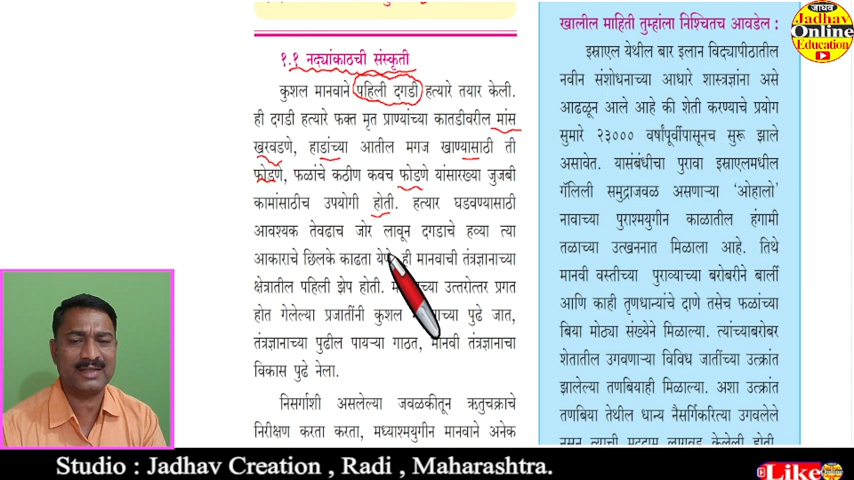 १.१ नद्यांकाठची संस्कृती
कुशल मानवाने पहिली दगडी हत्यारे तयार केली.
ही दगडी हत्यारे फक्त मृत प्राण्यांच्या कातडीवरील मांस
खरवडणे, हाडांच्या आतील मगज खाण्यासाठी ती
फोडणे, फळांचे कठीण कवच फोडणे यांसारख्या जुजबी
कामांसाठीच उपयोगी होती. हत्यार घडवण्यासाठी
आवश्यक तेवढाच जोर लावून दगडाचे हव्या त्या
आकाराचे छिलके काढता येणे ही मानवाची तंत्रज्ञानाच्या
क्षेत्रातील पहिली झेप होती. उत्तरोत्तर प्रगत
होत गेलेल्या प्रजातींनी कुशल पुढे जात,
तंत्रज्ञानाच्या पुढील पायऱ्या गाठत, मानवी तंत्रज्ञानाचा
विकास पुढे नेला.
निसर्गाशी असलेल्या जवळकीतून ऋतुचक्राचे
निरीक्षण करता करता, मध्याश्मयुगीन मानवाने अनेक
खालील माहिती तुम्हांला निश्चितच आवडेल :
इस्राएल येथील बार इलान विद्यापीठातील
नवीन संशोधनाच्या आधारे शास्त्रज्ञांना असे
आढळून आले आहे की शेती करण्याचे प्रयोग
सुमारे २३००० वर्षांपूर्वीपासूनच सुरू झाले
असावेत. यासंबंधीचा पुरावा इस्राएलमधील
गॅलिली समुद्राजवळ असणाऱ्या ‘ओहालो’
नावाच्या पुराश्मयुगीन काळातील हंगामी
तळाच्या उत्खननात मिळाला आहे. तिथे
मानवी वस्तीच्या पुराव्याच्या बरोबरीने बार्ली
आणि काही तृणधान्यांचे दाणे तसेच फळांच्या
बिया मोठ्या संख्येने मिळाल्या. त्यांच्याबरोबर
शेतातील उगवणाऱ्या विविध जातींच्या उत्क्रांत
झालेल्या तणबियाही मिळाल्या. अशा उत्क्रांत
तणबिया तेथील धान्य नैसर्गिकरित्या उगवलेले
नसून त्याची मुद्दाम लागवड केलेली होती,
जाधव
Jadhav
Online
Education
Studio : Jadhav Creation , Radi , Maharashtra.
Like